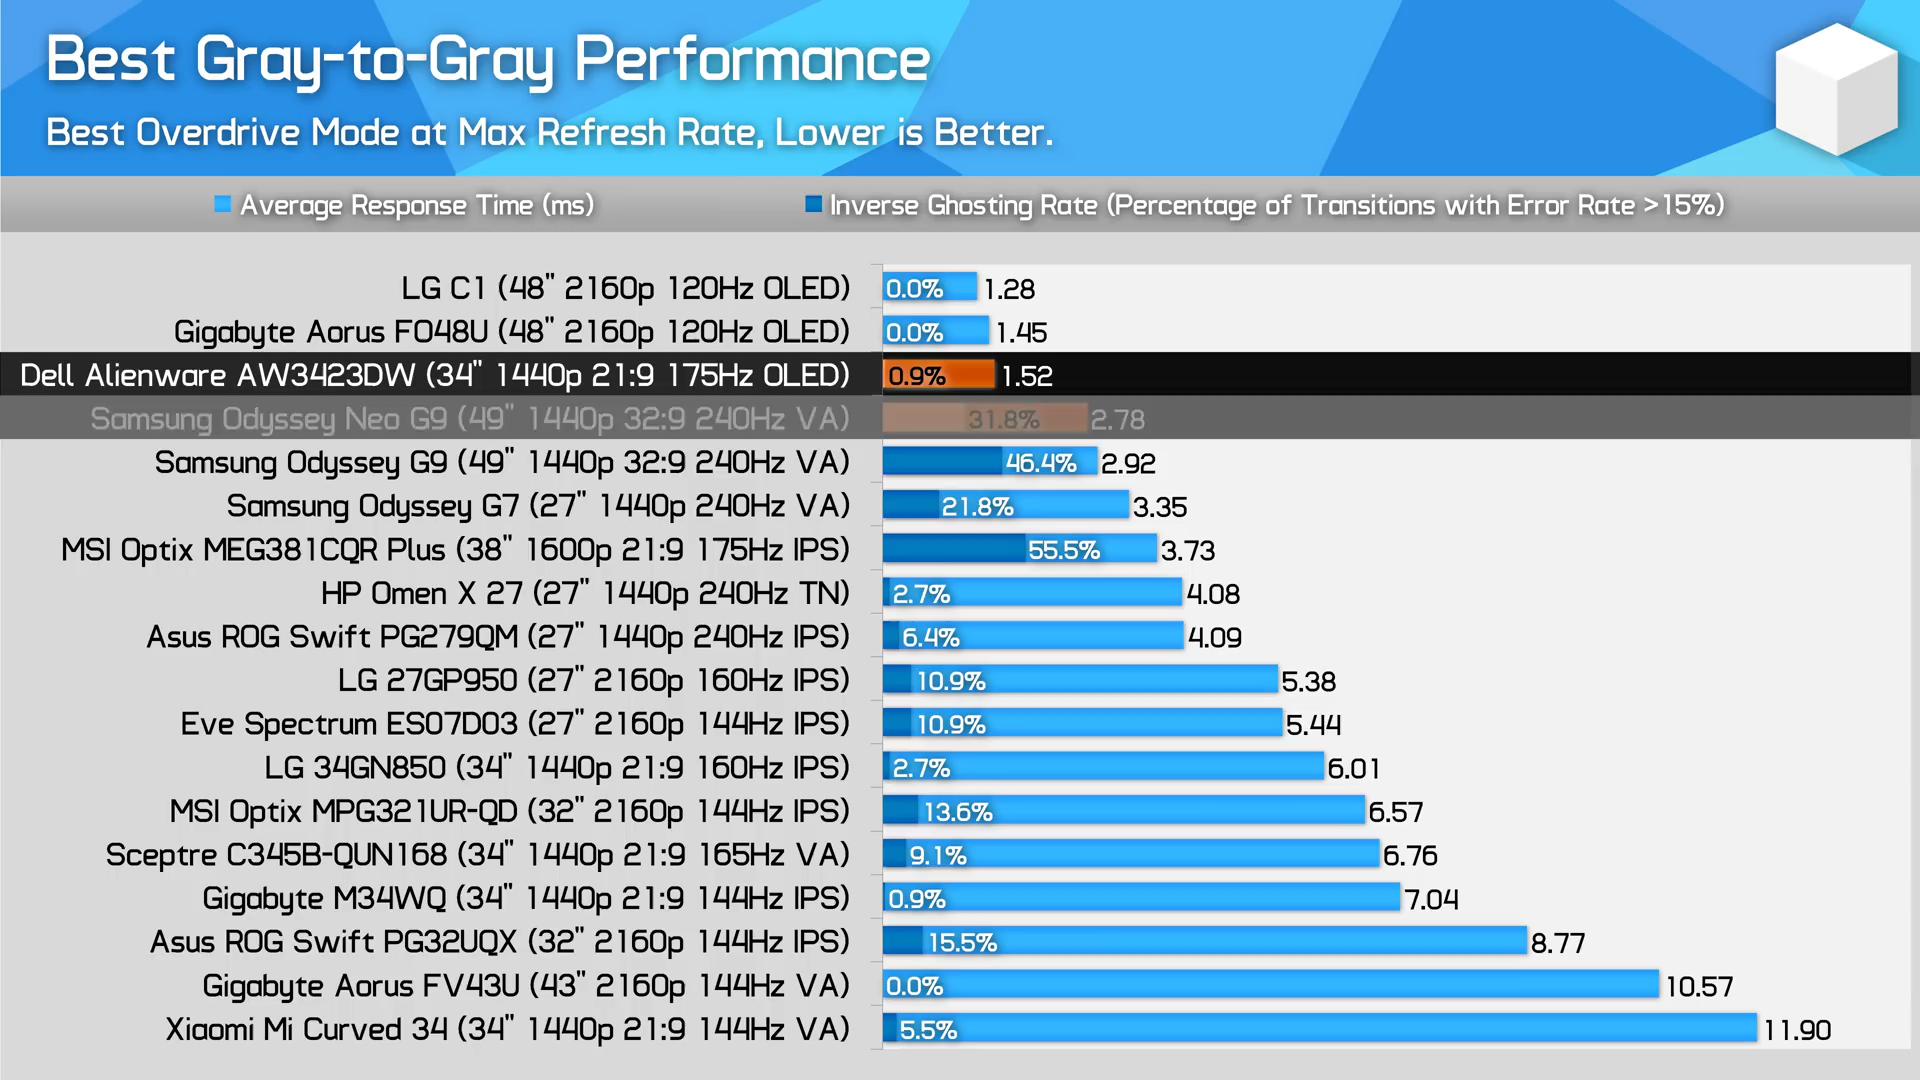 Best Gray-to-Gray Performance
Best Overdrive Mode at Max Refresh Rate, Lower is Better.
Average Response Time (ms) Inverse Ghosting Rate (Percentage of Transitions with Error Rate >15%)
LG C1 (48" 2160p 120Hz OLED) 0.0% 1.28
Gigabyte Aorus FO48U (48" 2160p 120Hz OLED) 0.0% 1.45
Dell Alienware AW3423DW (34" 1440p 21:9 175Hz OLED) 0.9% 1.52
Samsung Odyssey Neo G9 (49" 1440p 32:9 240Hz VA) 31.8% 2.78
Samsung Odyssey G9 (49" 1440p 32:9 240Hz VA) 46.4% 2.92
Samsung Odyssey G7 (27" 1440p 240Hz VA) 21.8% 3.35
MSI Optix MEG381CQR Plus (38" 1600p 21:9 175Hz IPS) 55.5% 3.73
HP Omen X 27 (27" 1440p 240Hz TN) 2.7% 4.08
Asus ROG Swift PG279QM (27" 1440p 240Hz IPS) 6.4% 4.09
LG 27GP950 (27" 2160p 160Hz IPS) 10.9% 5.38
Eve Spectrum ES07D03 (27" 2160p 144Hz IPS) 10.9% 5.44
LG 34GN850 (34" 1440p 21:9 160Hz IPS) 2.7% 6.01
MSI Optix MPG321UR-QD (32" 2160p 144Hz IPS) 13.6% 6.57
Sceptre C345B-QUN168 (34" 1440p 21:9 165Hz VA) 9.1% 6.76
Gigabyte M34WQ (34" 1440p 21:9 144Hz IPS) 0.9% 7.04
Asus ROG Swift PG32UQX (32" 2160p 144Hz IPS) 15.5% 8.77
Gigabyte Aorus FV43U (43" 2160p 144Hz VA) 0.0% 10.57
Xiaomi Mi Curved 34 (34" 1440p 21:9 144Hz VA) 5.5% 11.90